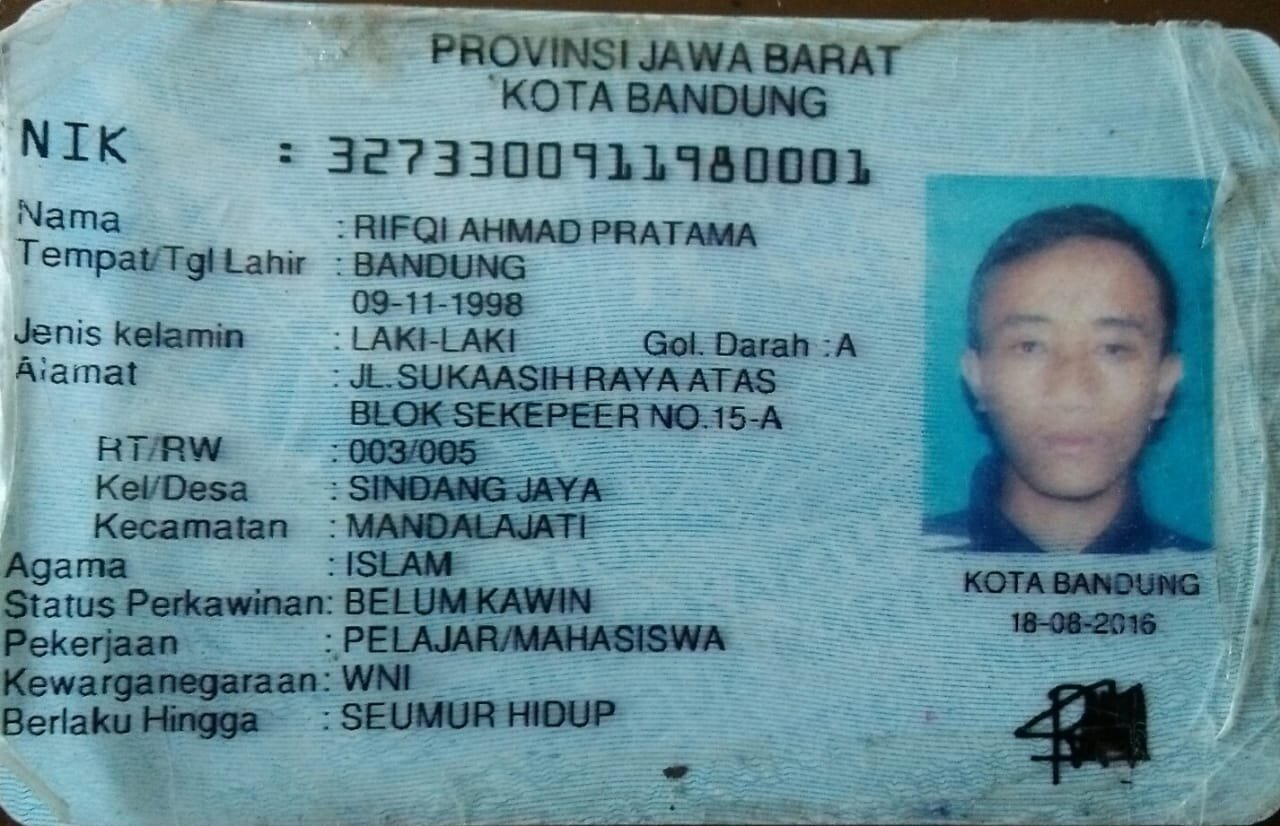 PROVINSI JAWA BARAT
KOTA BANDUNG
NIK : 3273300911980001
Nama : RIFQI AHMAD PRATAMA
Tempat/Tgl Lahir : BANDUNG
09-11-1998
Jenis kelamin : LAKI-LAKI Gol. Darah : A
Alamat : JL.SUKAASIH RAYA ATAS
BLOK SEKEPEER NO.15-A
RT/RW : 003/005
Kel/Desa : SINDANG JAYA
Kecamatan : MANDALAJATI
Agama : ISLAM
Status Perkawinan: BELUM KAWIN
Pekerjaan : PELAJAR/MAHASISWA
Kewarganegaraan: WNI
Berlaku Hingga : SEUMUR HIDUP
KOTA BANDUNG
18-08-2016